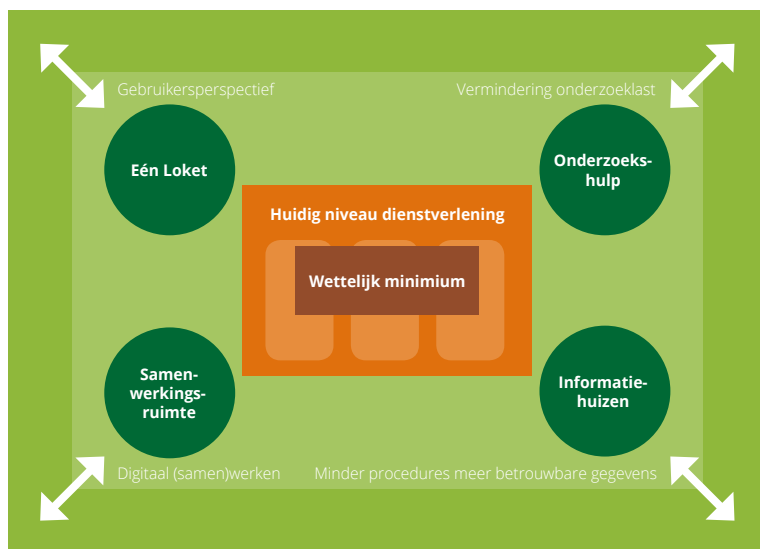 Gebruikersperspectief
Vermindering onderzoeklast
Eén Loket
Onderzoeks-
hulp
Huidig niveau dienstverlening
Wettelijk minimium
Samen-
werkings-
ruimte
Informatie-
huizen
Digitaal (samen)werken
Minder procedures meer betrouwbare gegevens